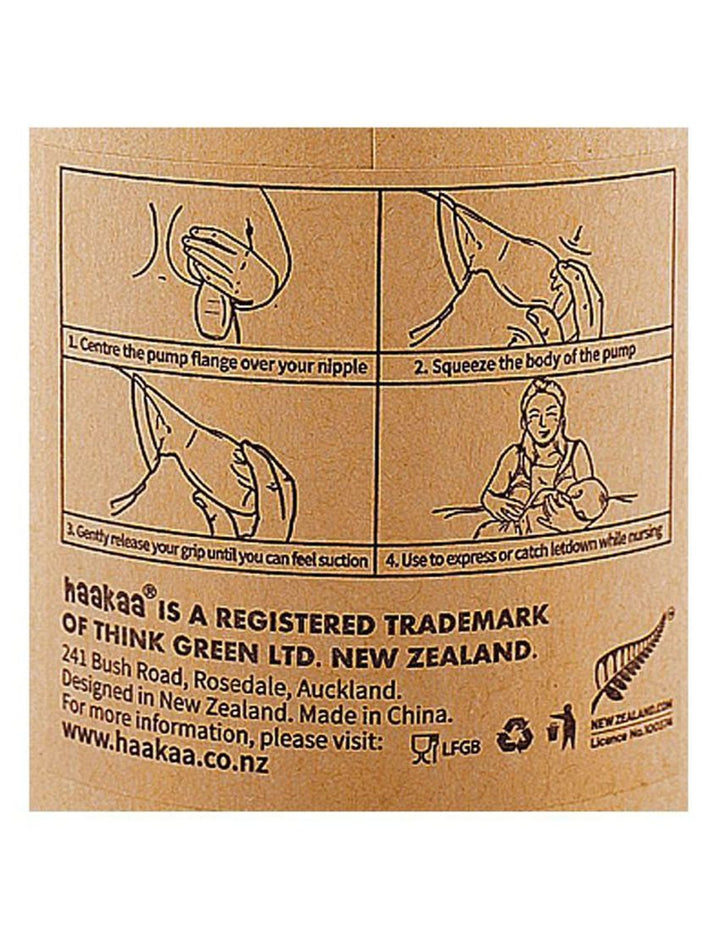 1. Centre the pump flange over your nipple
2. Squeeze the body of the pump
3. Gently release your grip until you can feel suction
4. Use to express or catch letdown while nursing
haakaa® IS A REGISTERED TRADEMARK
OF THINK GREEN LTD. NEW ZEALAND.
241 Bush Road, Rosedale, Auckland.
Designed in New Zealand. Made in China.
For more information, please visit:
www.haakaa.co.nz
LFGB
NEWZEALAND.COM
Licence No.